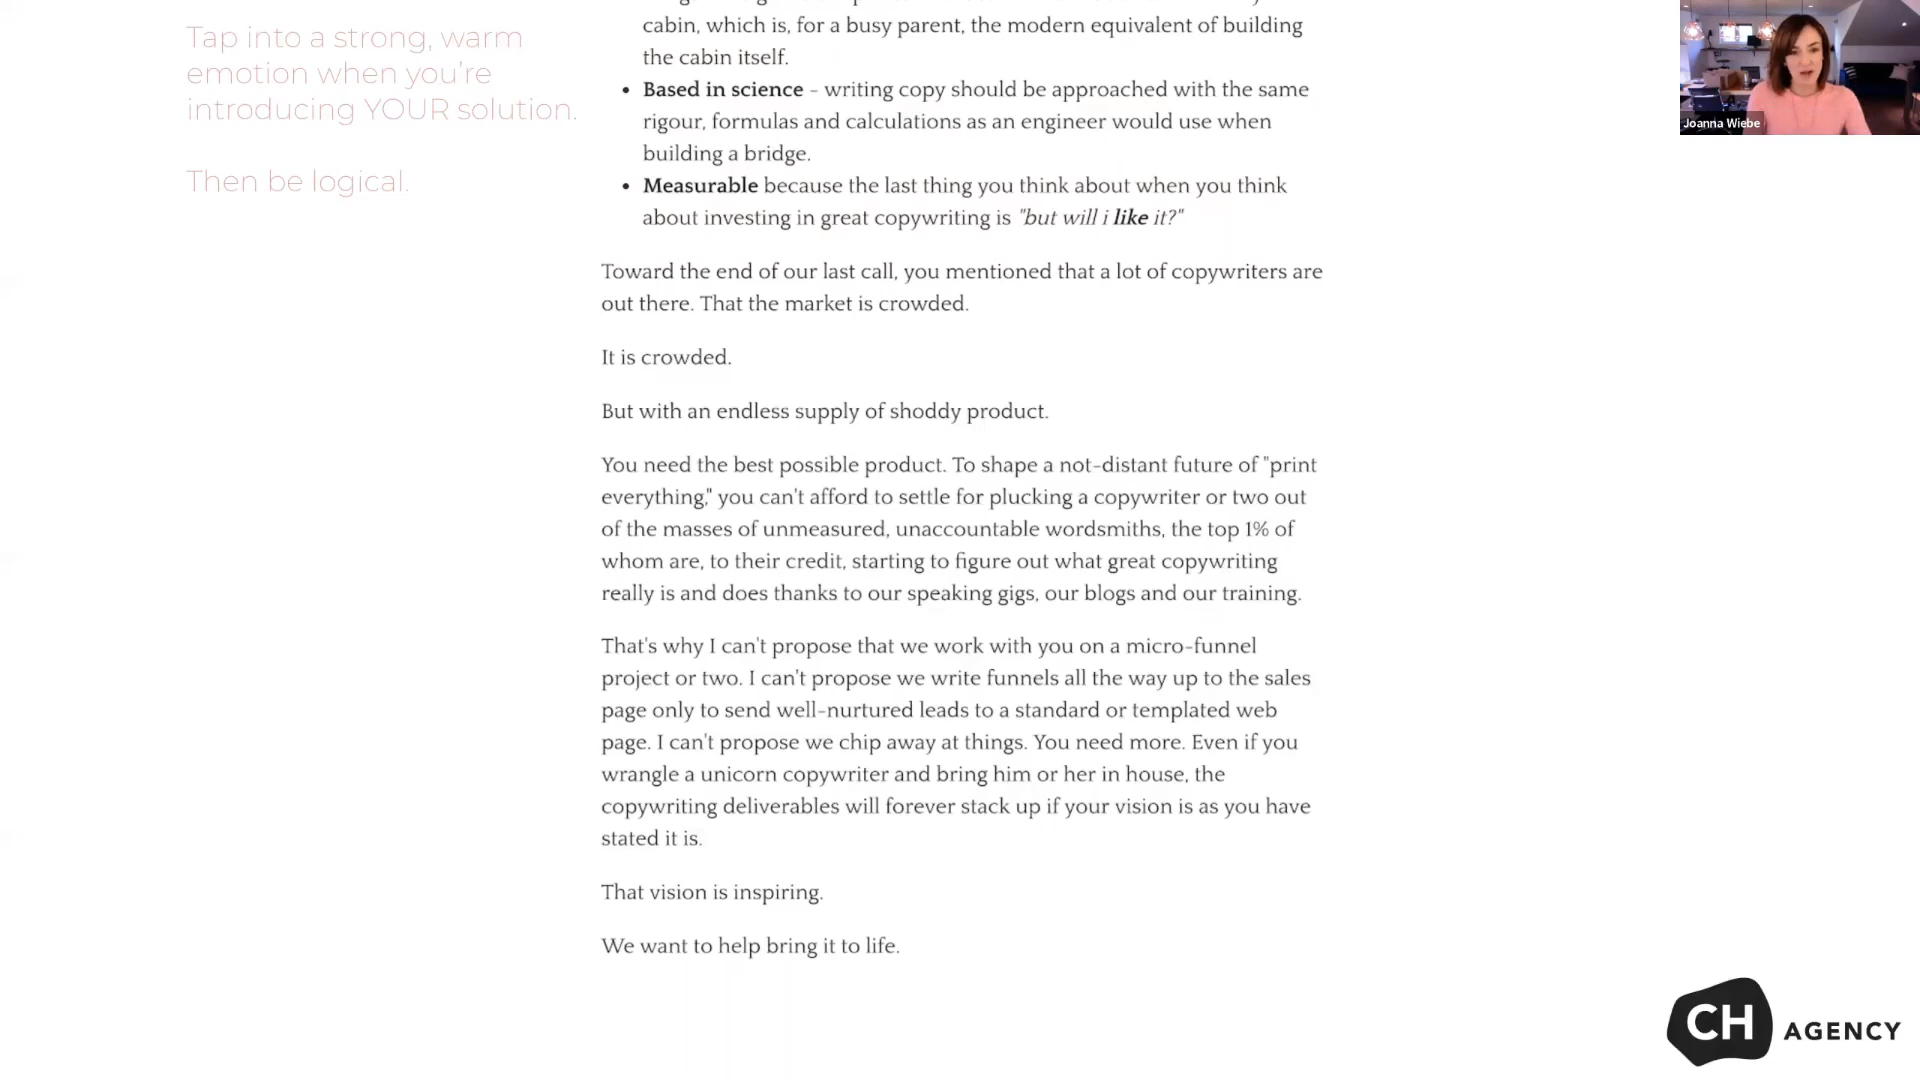 Tap into a strong, warm
emotion when you're
introducing YOUR solution.
Then be logical.
cabin, which is, for a busy parent, the modern equivalent of building
the cabin itself.
• Based in science - writing copy should be approached with the same
rigour, formulas and calculations as an engineer would use when
building a bridge.
• Measurable because the last thing you think about when you think
about investing in great copywriting is "but will i like it?"
Toward the end of our last call, you mentioned that a lot of copywriters are
out there. That the market is crowded.
It is crowded.
But with an endless supply of shoddy product.
You need the best possible product. To shape a not-distant future of "print
everything," you can't afford to settle for plucking a copywriter or two out
of the masses of unmeasured, unaccountable wordsmiths, the top 1% of
whom are, to their credit, starting to figure out what great copywriting
really is and does thanks to our speaking gigs, our blogs and our training.
That's why I can't propose that we work with you on a micro-funnel
project or two. I can't propose we write funnels all the way up to the sales
page only to send well-nurtured leads to a standard or templated web
page. I can't propose we chip away at things. You need more. Even if you
wrangle a unicorn copywriter and bring him or her in house, the
copywriting deliverables will forever stack up if your vision is as you have
stated it is.
That vision is inspiring.
We want to help bring it to life.
Joanna Wiebe
CH AGENCY